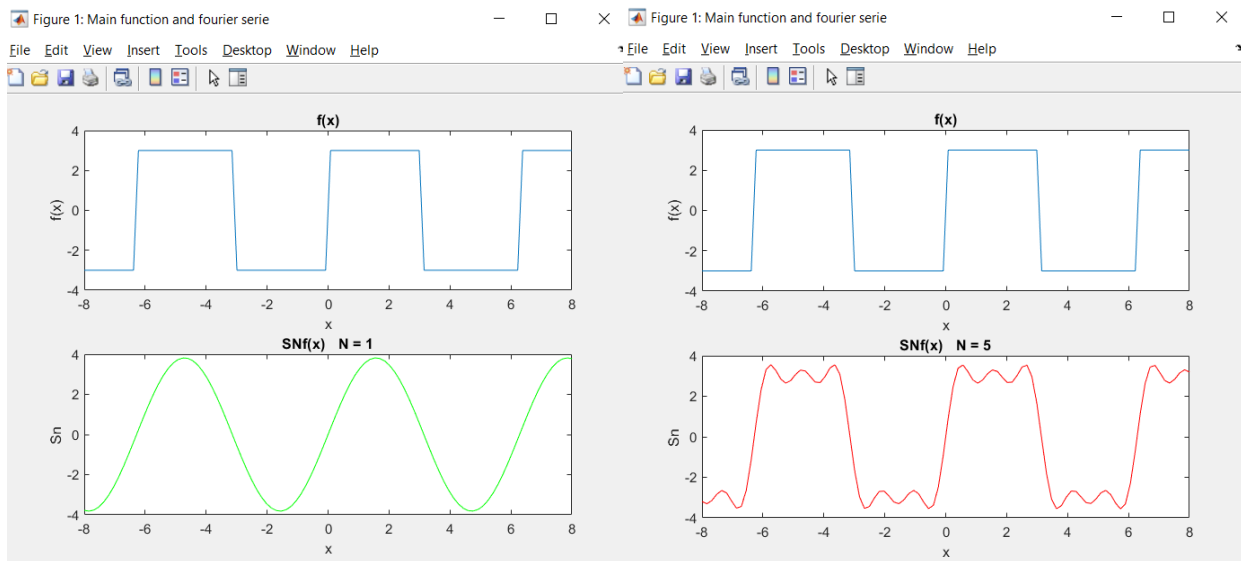 Figure 1: Main function and fourier serie
File Edit View Insert Tools Desktop Window Help
f(x)
4
2
0
-2
-4
f(x)
-8 -6 -4 -2 0 2 4 6 8
x
SNf(x) N = 1
4
2
0
-2
-4
Sn
-8 -6 -4 -2 0 2 4 6 8
x
Figure 1: Main function and fourier serie
File Edit View Insert Tools Desktop Window Help
f(x)
4
2
0
-2
-4
f(x)
-8 -6 -4 -2 0 2 4 6 8
x
SNf(x) N = 5
4
2
0
-2
-4
Sn
-8 -6 -4 -2 0 2 4 6 8
x